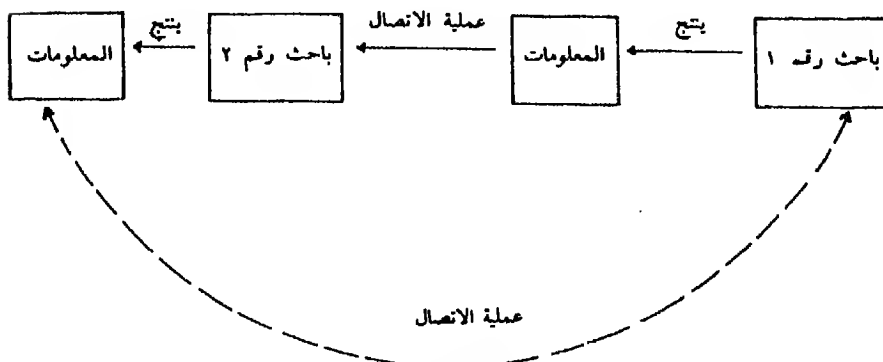 باحث رقم ١
ينتج
المعلومات
عملية الاتصال
باحث رقم ٢
ينتج
المعلومات
عملية الاتصال